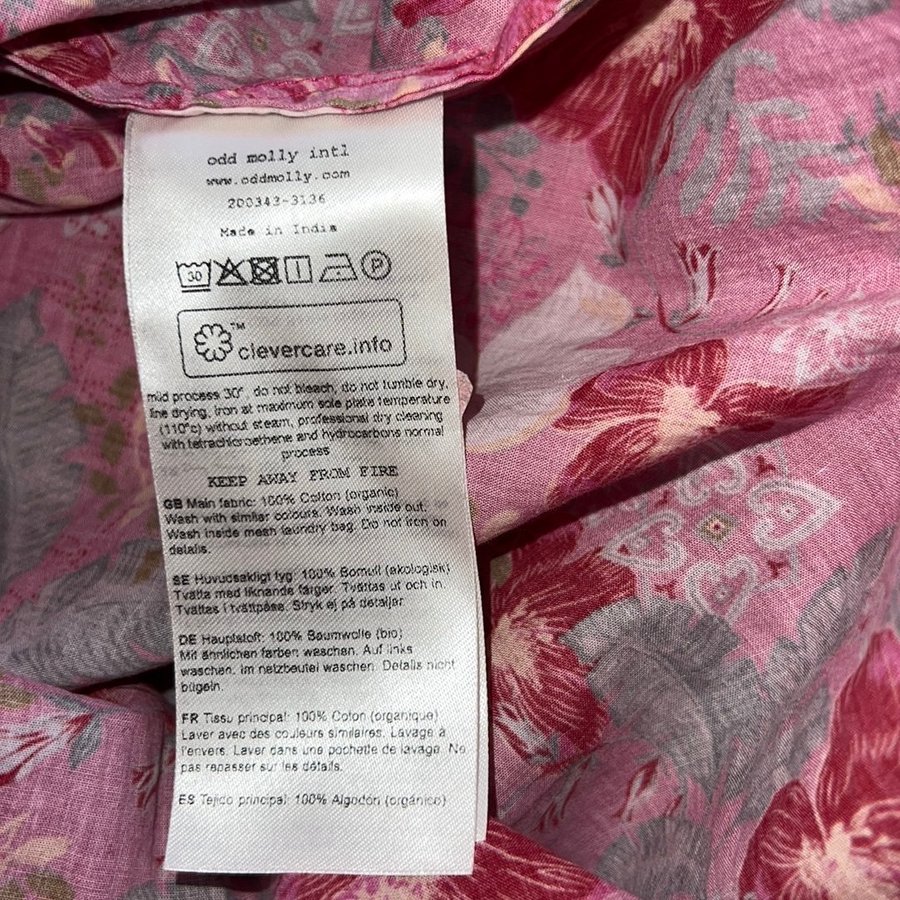 odd molly intl
www.oddmolly.com
200343-3136
Made in India
30
P
™
clevercare.info
mild process 30°, do not bleach, do not tumble dry,
line drying, iron at maximum sole plate temperature
(110°c) without steam, professional dry cleaning
with tetrachloroethene and hydrocarbons normal
process
KEEP AWAY FROM FIRE
GB Main fabric: 100% Cotton (organic)
Wash with similar colours. Wash inside out.
Wash inside mean laundry bag. Do not iron on
details.
SE Huvudsakligt tyg: 100% Bomull (ekologisk)
Tvätta med liknande färger. Tvättas ut och in.
Tvättas i tvättpåse. Stryk ej på detaljer
DE Hauptstoff: 100% Baumwolle (bio)
Mit ähnlichen farben waschen. Auf links
waschen. Im netzbeutel waschen. Details nicht
bügeln.
FR Tissu principal: 100% Coton (organique)
Laver avec des couleurs similaires. Lavage à
l'envers. Laver dans une pochette de lavage. Ne
pas repasser sur les détails.
ES Tejido principal: 100% Algodón (orgánico)